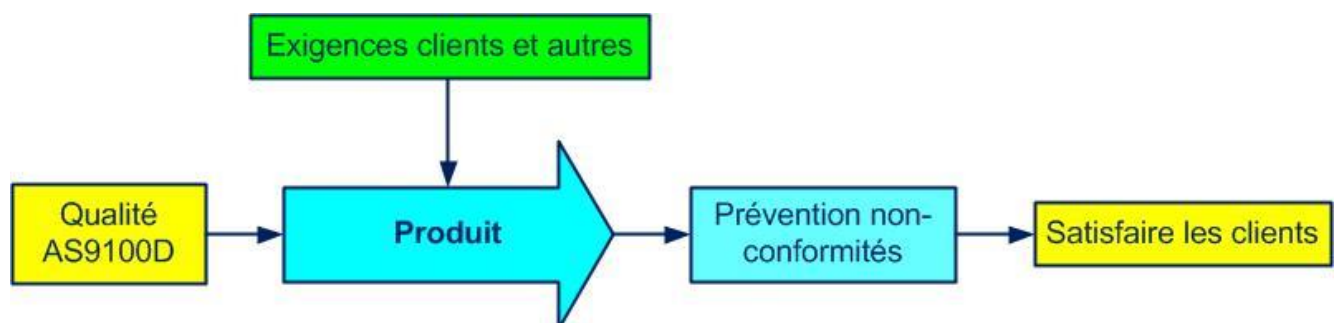 Exigences clients et autres
Qualité
AS9100D
Produit
Prévention non-
conformités
Satisfaire les clients